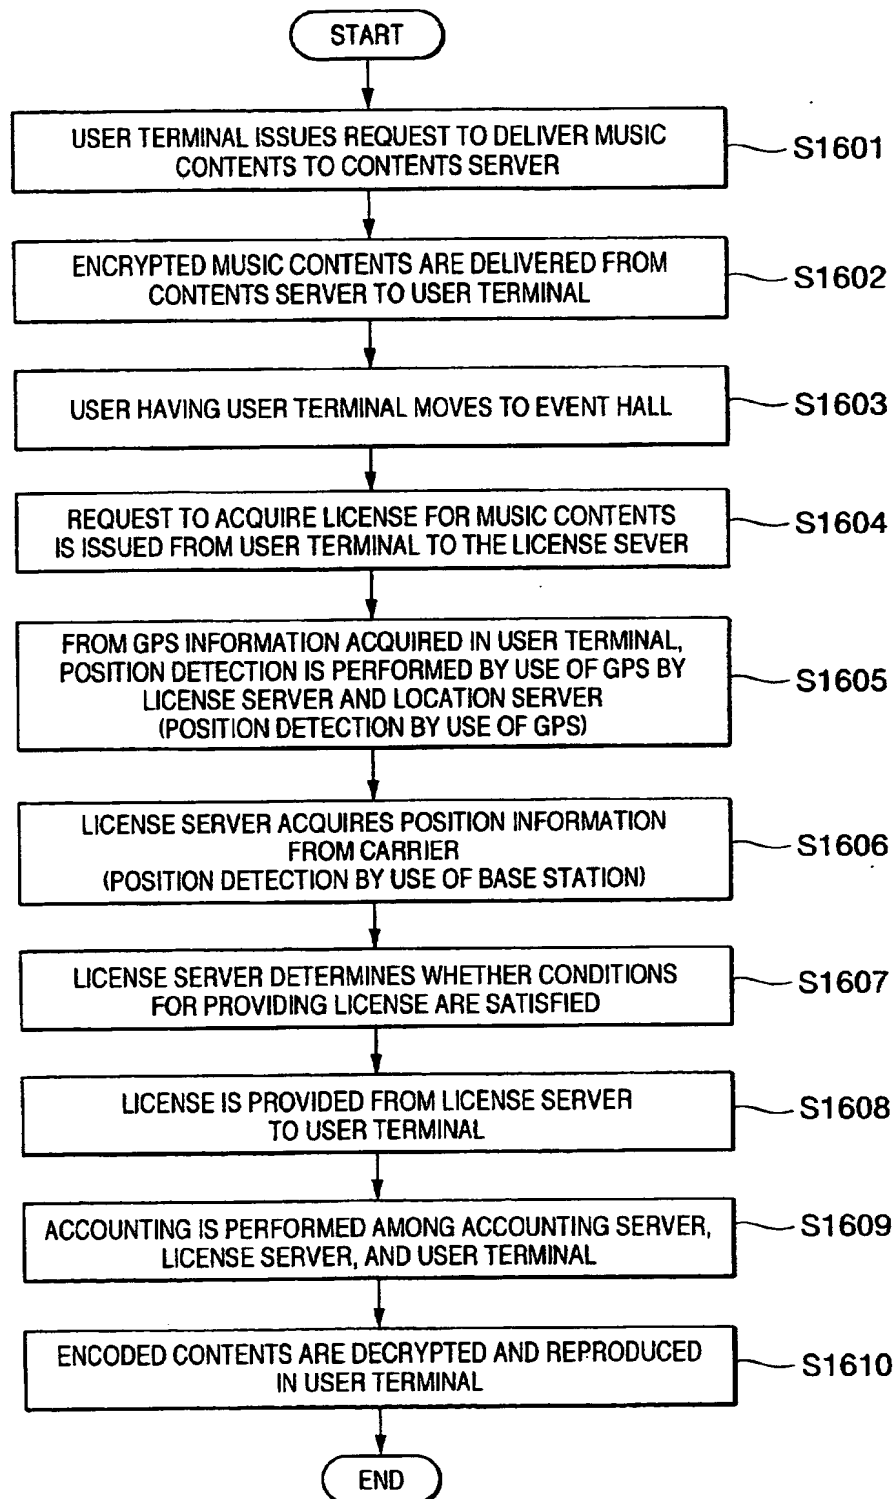 START
USER TERMINAL ISSUES REQUEST TO DELIVER MUSIC
CONTENTS TO CONTENTS SERVER
S1601
ENCRYPTED MUSIC CONTENTS ARE DELIVERED FROM
CONTENTS SERVER TO USER TERMINAL
S1602
USER HAVING USER TERMINAL MOVES TO EVENT HALL
S1603
REQUEST TO ACQUIRE LICENSE FOR MUSIC CONTENTS
IS ISSUED FROM USER TERMINAL TO THE LICENSE SEVER
S1604
FROM GPS INFORMATION ACQUIRED IN USER TERMINAL,
POSITION DETECTION IS PERFORMED BY USE OF GPS BY
LICENSE SERVER AND LOCATION SERVER
(POSITION DETECTION BY USE OF GPS)
S1605
LICENSE SERVER ACQUIRES POSITION INFORMATION
FROM CARRIER
(POSITION DETECTION BY USE OF BASE STATION)
S1606
LICENSE SERVER DETERMINES WHETHER CONDITIONS
FOR PROVIDING LICENSE ARE SATISFIED
S1607
LICENSE IS PROVIDED FROM LICENSE SERVER
TO USER TERMINAL
S1608
ACCOUNTING IS PERFORMED AMONG ACCOUNTING SERVER,
LICENSE SERVER, AND USER TERMINAL
S1609
ENCODED CONTENTS ARE DECRYPTED AND REPRODUCED
IN USER TERMINAL
S1610
END